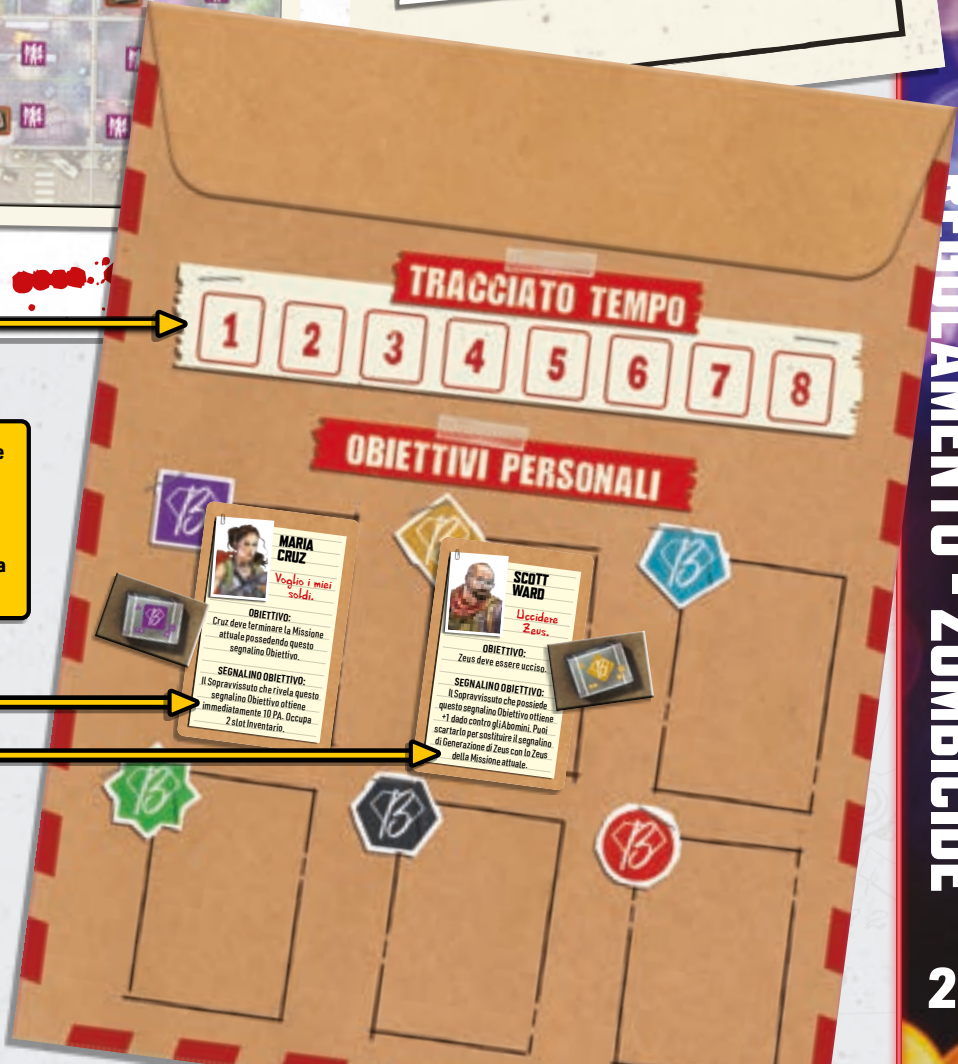 TRACCIATO TEMPO
1 2 3 4 5 6 7 8
OBIETTIVI PERSONALI
MARIA
CRUZ
Voglio i miei
soldi.
OBIETTIVO:
Cruz deve terminare la Missione
attuale possedendo questo
segnalino Obiettivo.
SEGNALINO OBIETTIVO:
Il Sopravvissuto che rivela questo
segnalino Obiettivo ottiene
immediatamente 10 PA. Occupa
2 slot Inventario.
SCOTT
WARD
Uccidere
Zeus.
OBIETTIVO:
Zeus deve essere ucciso.
SEGNALINO OBIETTIVO:
Il Sopravvissuto che possiede
questo segnalino Obiettivo ottiene
+1 dado contro gli Abomini. Puoi
scartarlo per sostituire il segnalino
di Generazione di Zeus con lo Zeus
della Missione attuale.
e
a
ZOMBICIDE
2